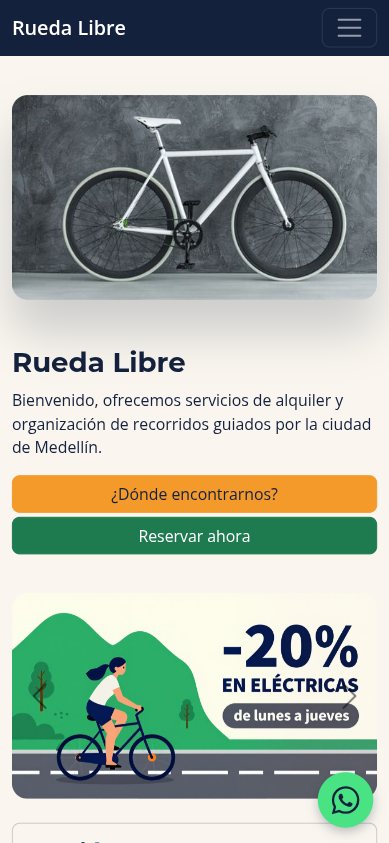 Rueda Libre
Rueda Libre
Bienvenido, ofrecemos servicios de alquiler y
organización de recorridos guiados por la ciudad
de Medellín.
¿Dónde encontrarnos?
Reservar ahora
-20%
EN ELÉCTRICAS
de lunes a jueves